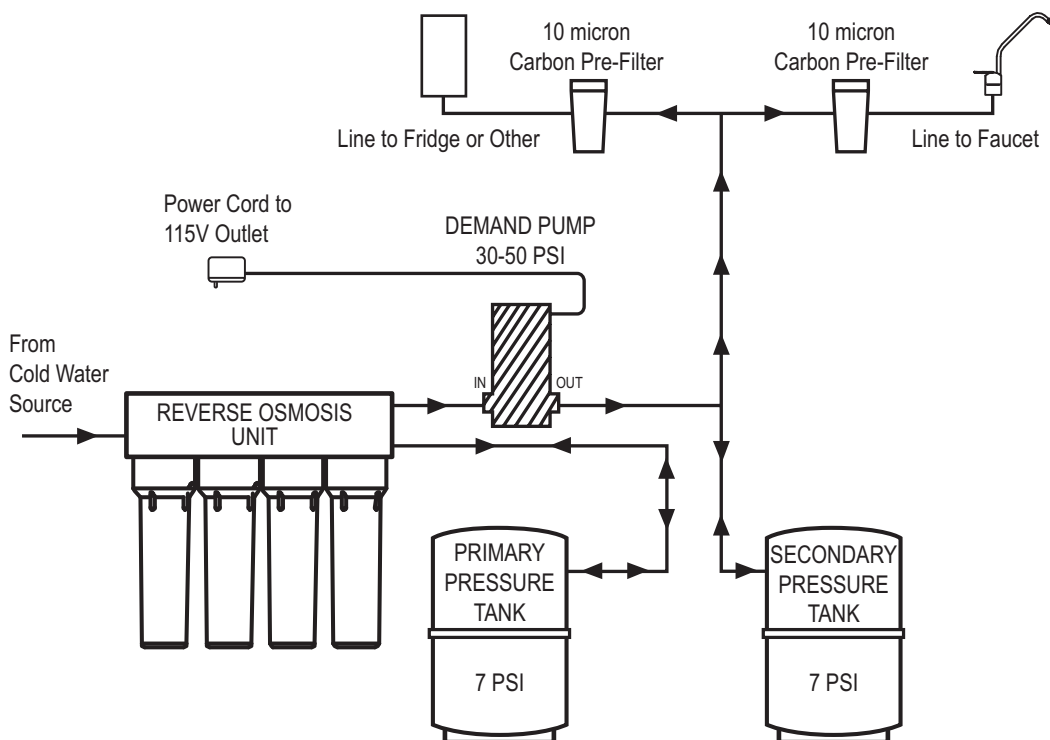 10 micron
Carbon Pre-Filter
10 micron
Carbon Pre-Filter
Line to Fridge or Other
Line to Faucet
Power Cord to
115V Outlet
DEMAND PUMP
30-50 PSI
From
Cold Water
Source
IN
OUT
REVERSE OSMOSIS
UNIT
PRIMARY
PRESSURE
TANK
7 PSI
SECONDARY
PRESSURE
TANK
7 PSI